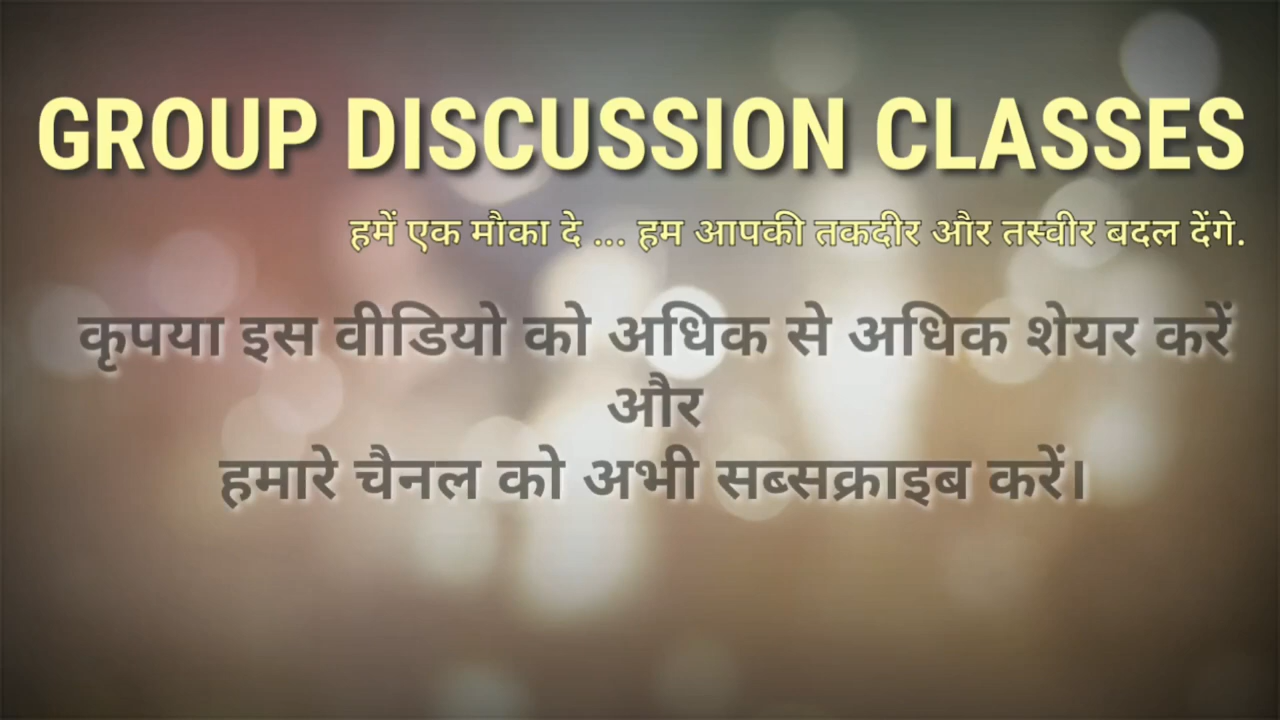 GROUP DISCUSSION CLASSES
हमें एक मौका दे ... हम आपकी तकदीर और तस्वीर बदल देंगे.
कृपया इस वीडियो को अधिक से अधिक शेयर करें
और
हमारे चैनल को अभी सब्सक्राइब करें।